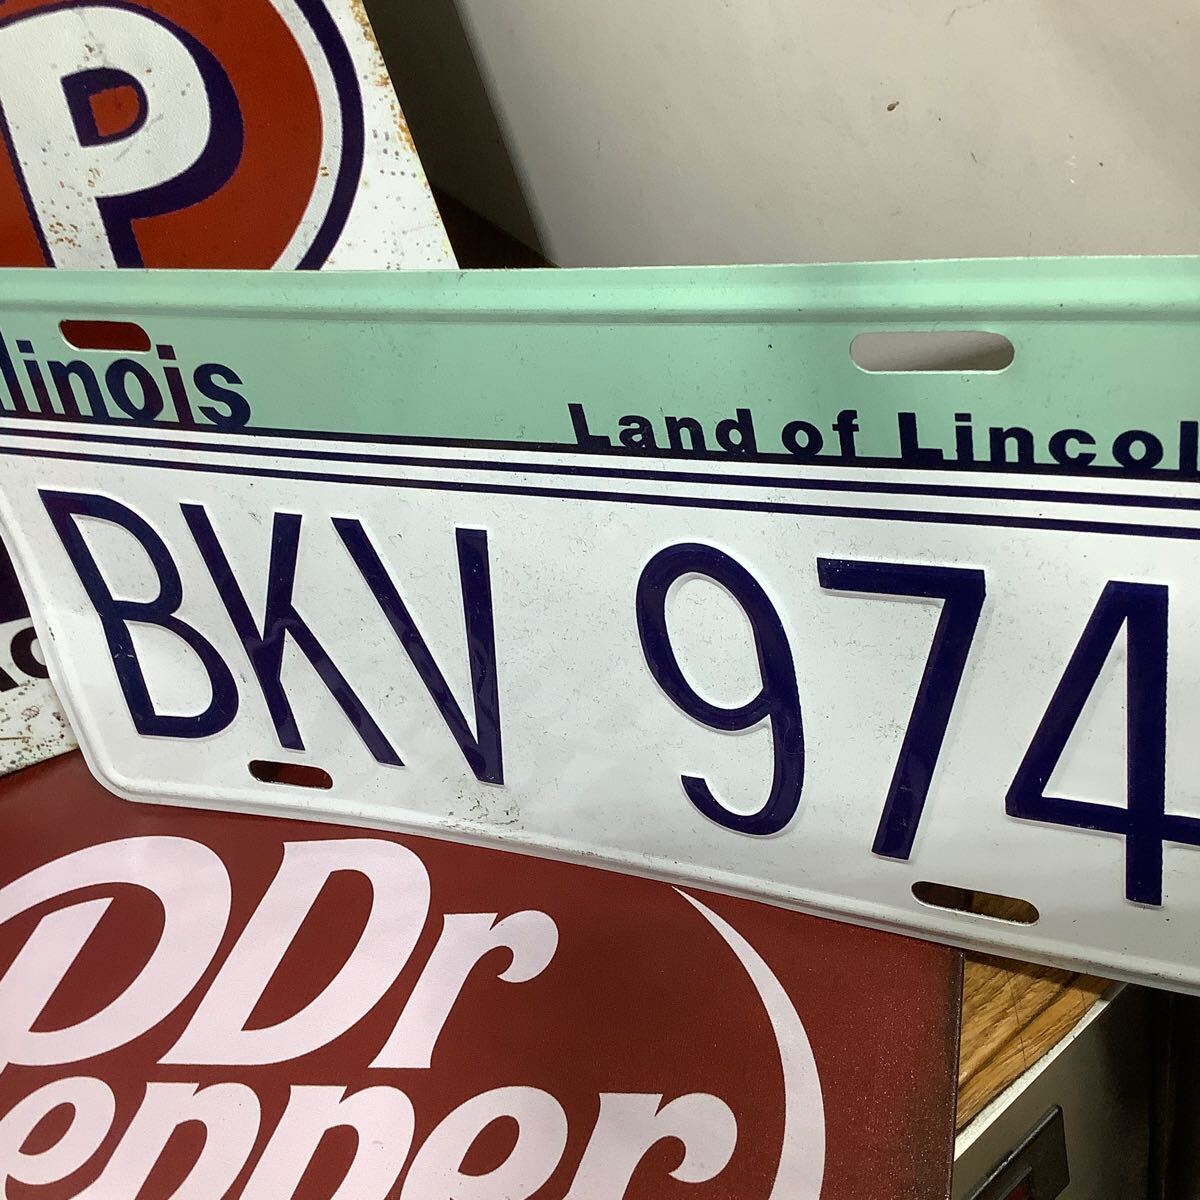 P
llinois
Land of Lincol
BKV 974
Dr
epper